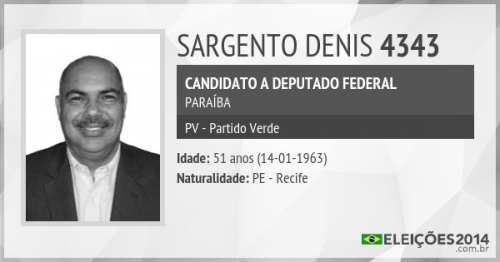 SARGENTO DENIS 4343
CANDIDATO A DEPUTADO FEDERAL
PARAÍBA
PV - Partido Verde
Idade: 51 anos (14-01-1963)
Naturalidade: PE - Recife
ELEIÇÕES2014
.com.br